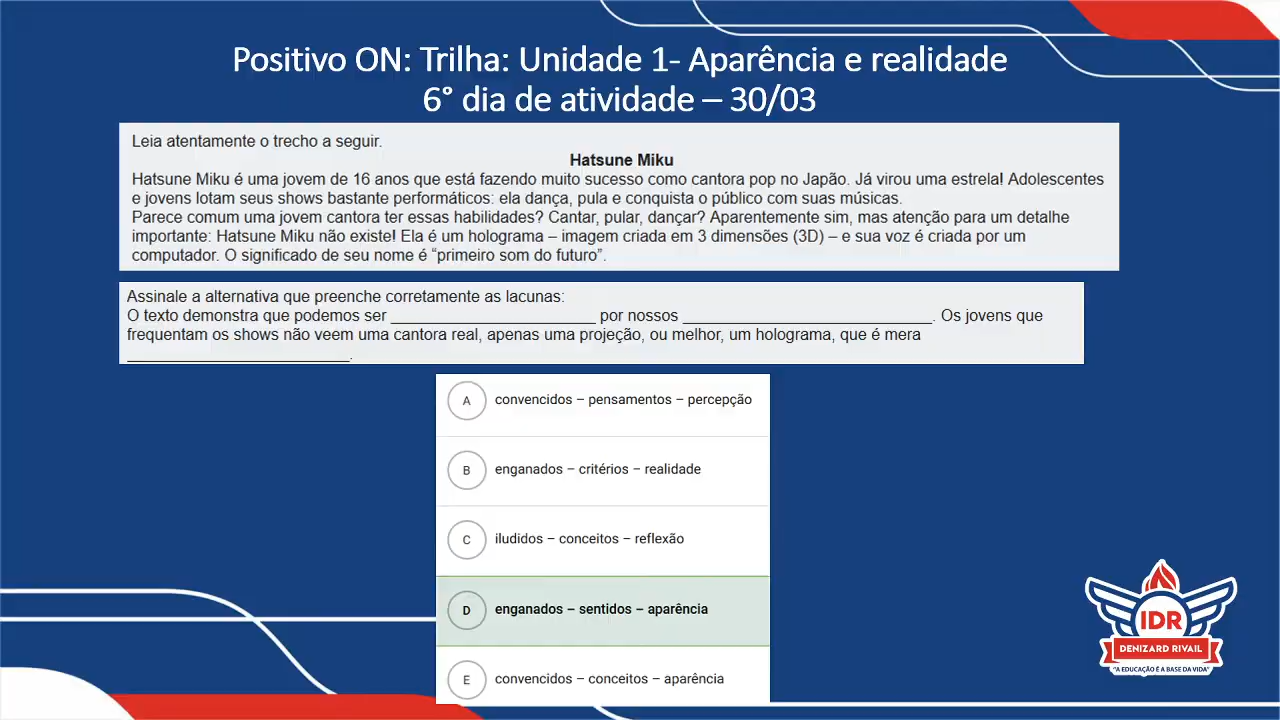 Positivo ON: Trilha: Unidade 1- Aparência e realidade
6° dia de atividade – 30/03
Leia atentamente o trecho a seguir.
Hatsune Miku
Hatsune Miku é uma jovem de 16 anos que está fazendo muito sucesso como cantora pop no Japão. Já virou uma estrela! Adolescentes
e jovens lotam seus shows bastante performáticos: ela dança, pula e conquista o público com suas músicas.
Parece comum uma jovem cantora ter essas habilidades? Cantar, pular, dançar? Aparentemente sim, mas atenção para um detalhe
importante: Hatsune Miku não existe! Ela é um holograma – imagem criada em 3 dimensões (3D) – e sua voz é criada por um
computador. O significado de seu nome é “primeiro som do futuro”.
Assinale a alternativa que preenche corretamente as lacunas:
O texto demonstra que podemos ser _______________________ por nossos ____________________________. Os jovens que
frequentam os shows não veem uma cantora real, apenas uma projeção, ou melhor, um holograma, que é mera
_________________________.
A convencidos – pensamentos – percepção
B enganados – critérios – realidade
C iludidos – conceitos – reflexão
D enganados – sentidos – aparência
E convencidos – conceitos – aparência
IDR
DENIZARD RIVAIL
"A EDUCAÇÃO É A BASE DA VIDA"